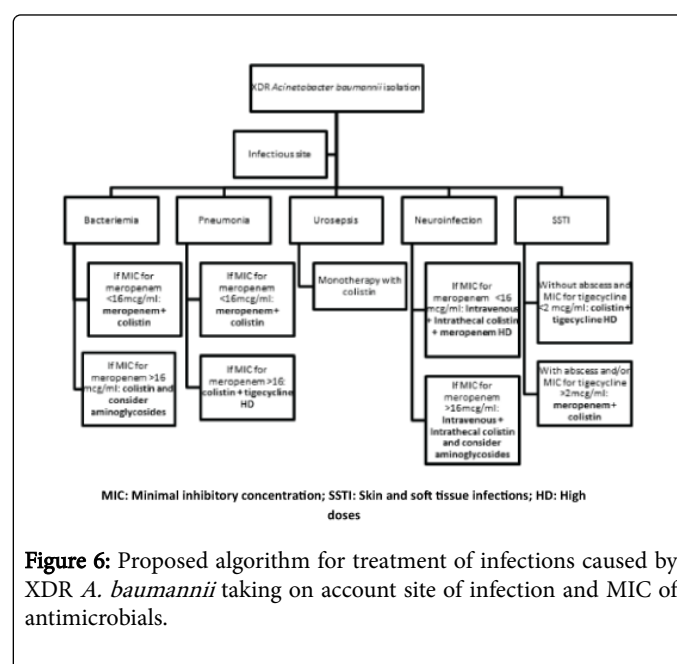 XDR Acinetobacter baumannii isolation
Infectious site
Bacteriemia
Pneumonia
Urosepsis
Neuroinfection
SSTI
If MIC for
meropenem
<16mcg/ml:
meropenem+
colistin
If MIC for
meropenem >16
mcg/ml: colistin and
consider
aminoglycosides
If MIC for
meropenem
<16mcg/ml:
meropenem+
colistin
If MIC for
meropenem >16:
colistin + tigecycline
HD
Monotherapy with
colistin
If MIC for
meropenem <16
mcg/ml: Intravenous
+ Intrathecal colistin
+ meropenem HD
If MIC for
meropenem
>16mcg/ml:
Intravenous +
Intrathecal colistin
and consider
aminoglycosides
Without abscess and
MIC for tigecycline
<2 mcg/ml: colistin+
tigecycline HD
With abscess and/or
MIC for tigecycline
>2mcg/ml:
meropenem+
colistin
MIC: Minimal inhibitory concentration; SSTI: Skin and soft tissue infections; HD: High
doses
Figure 6: Proposed algorithm for treatment of infections caused by
XDR A. baumannii taking on account site of infection and MIC of
antimicrobials.